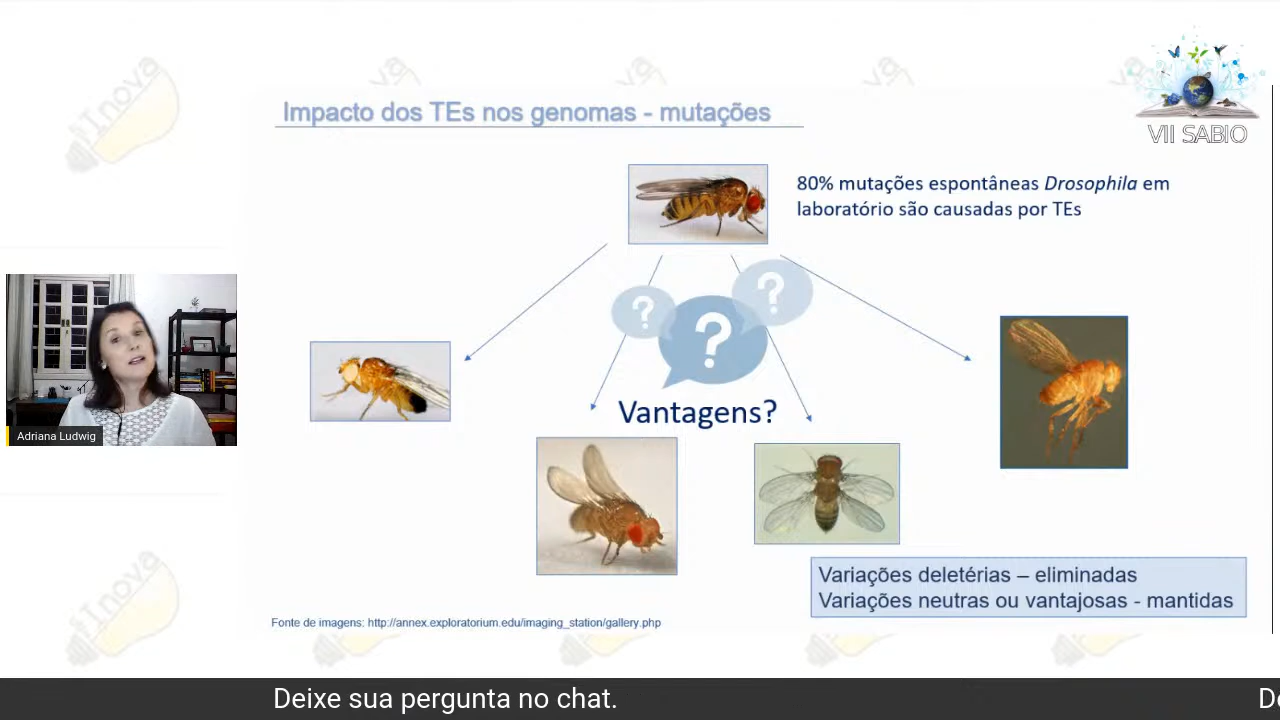 VII SABIO
Impacto dos TEs nos genomas - mutações
80% mutações espontâneas Drosophila em
laboratório são causadas por TEs
?
?
?
Vantagens?
Adriana Ludwig
Variações deletérias – eliminadas
Variações neutras ou vantajosas - mantidas
Fonte de imagens: http://annex.exploratorium.edu/imaging_station/gallery.php
iInova
iInova
Deixe sua pergunta no chat.